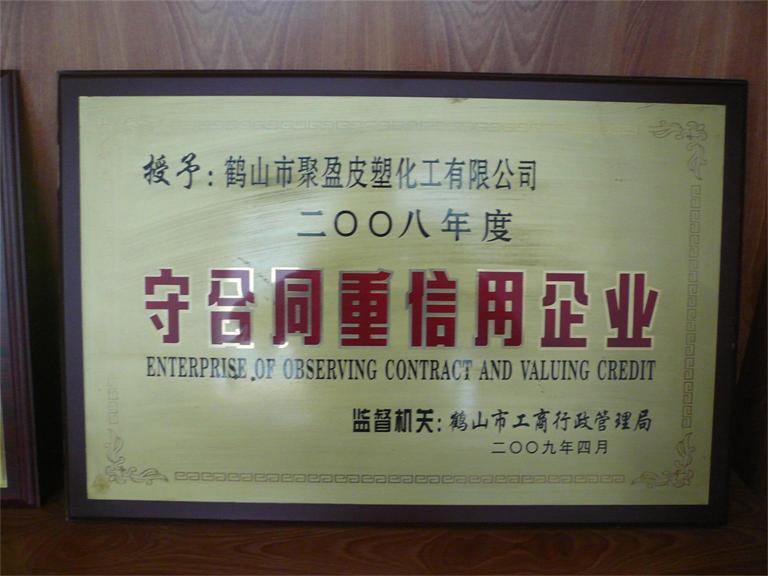 授予：鹤山市聚盈皮塑化工有限公司
二〇〇八年度
守合同重信用企业
ENTERPRISE OF OBSERVING CONTRACT AND VALUING CREDIT
监督机关：鹤山市工商行政管理局
二〇〇九年四月